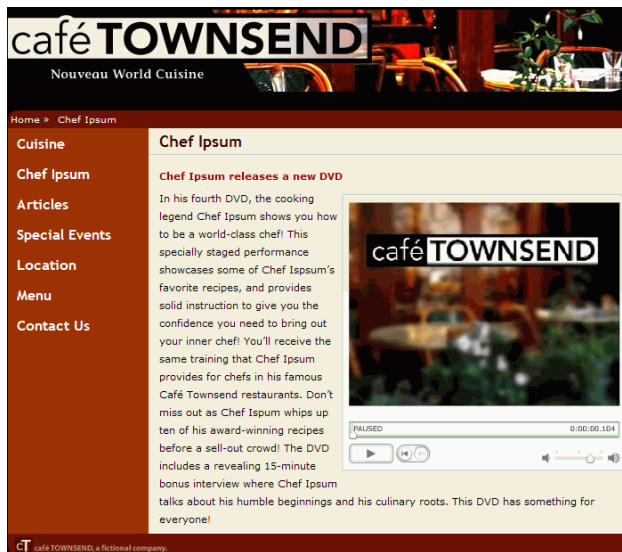 café TOWNSEND
Nouveau World Cuisine
Home » Chef Ipsum
Cuisine
Chef Ipsum
Articles
Special Events
Location
Menu
Contact Us
Chef Ipsum
Chef Ipsum releases a new DVD
In his fourth DVD, the cooking
legend Chef Ipsum shows you how
to be a world-class chef! This
specially staged performance
showcases some of Chef Ispsum's
favorite recipes, and provides
solid instruction to give you the
confidence you need to bring out
your inner chef! You'll receive the
same training that Chef Ipsum
provides for chefs in his famous
Café Townsend restaurants. Don't
miss out as Chef Ispum whips up
ten of his award-winning recipes
before a sell-out crowd! The DVD
includes a revealing 15-minute
bonus interview where Chef Ipsum
talks about his humble beginnings and his culinary roots. This DVD has something for
everyone!
café TOWNSEND
PAUSED 0:00:00.104
cT café TOWNSEND, a fictional company.